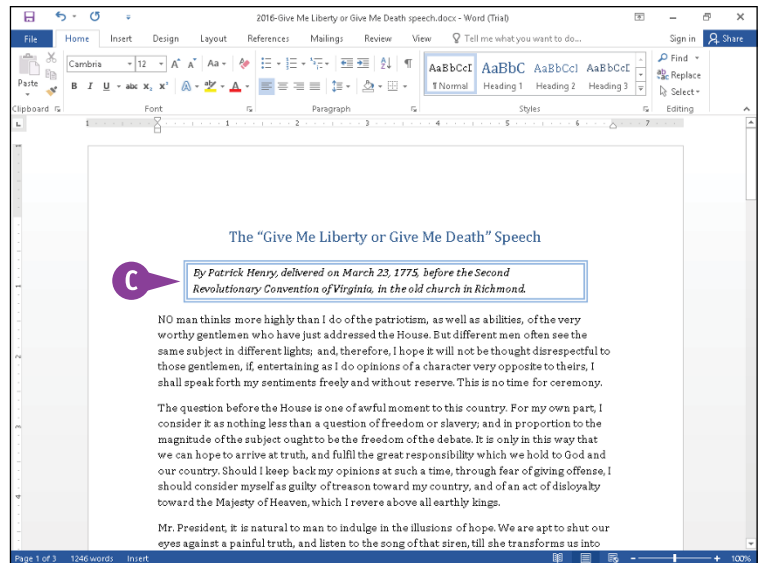 2016-Give Me Liberty or Give Me Death speech.docx - Word (Trial)
File Home Insert Design Layout References Mailings Review View Tell me what you want to do... Sign in Share
Paste
Cambria 12 A A Aa
B I U abc x₂ x² A A
AaBbCcI AaBbC AaBbCcI AaBbCcI
¶ Normal Heading 1 Heading 2 Heading 3
Find
Replace
Select
Clipboard Font Paragraph Styles Editing
1 1 2 3 4 5 6 7
The “Give Me Liberty or Give Me Death” Speech
C
By Patrick Henry, delivered on March 23, 1775, before the Second
Revolutionary Convention of Virginia, in the old church in Richmond.
NO man thinks more highly than I do of the patriotism, as well as abilities, of the very
worthy gentlemen who have just addressed the House. But different men often see the
same subject in different lights; and, therefore, I hope it will not be thought disrespectful to
those gentlemen, if, entertaining as I do opinions of a character very opposite to theirs, I
shall speak forth my sentiments freely and without reserve. This is no time for ceremony.
The question before the House is one of awful moment to this country. For my own part, I
consider it as nothing less than a question of freedom or slavery; and in proportion to the
magnitude of the subject ought to be the freedom of the debate. It is only in this way that
we can hope to arrive at truth, and fulfil the great responsibility which we hold to God and
our country. Should I keep back my opinions at such a time, through fear of giving offense, I
should consider myself as guilty of treason toward my country, and of an act of disloyalty
toward the Majesty of Heaven, which I revere above all earthly kings.
Mr. President, it is natural to man to indulge in the illusions of hope. We are apt to shut our
eyes against a painful truth, and listen to the song of that siren, till she transforms us into
Page 1 of 3 1246 words Insert 100%